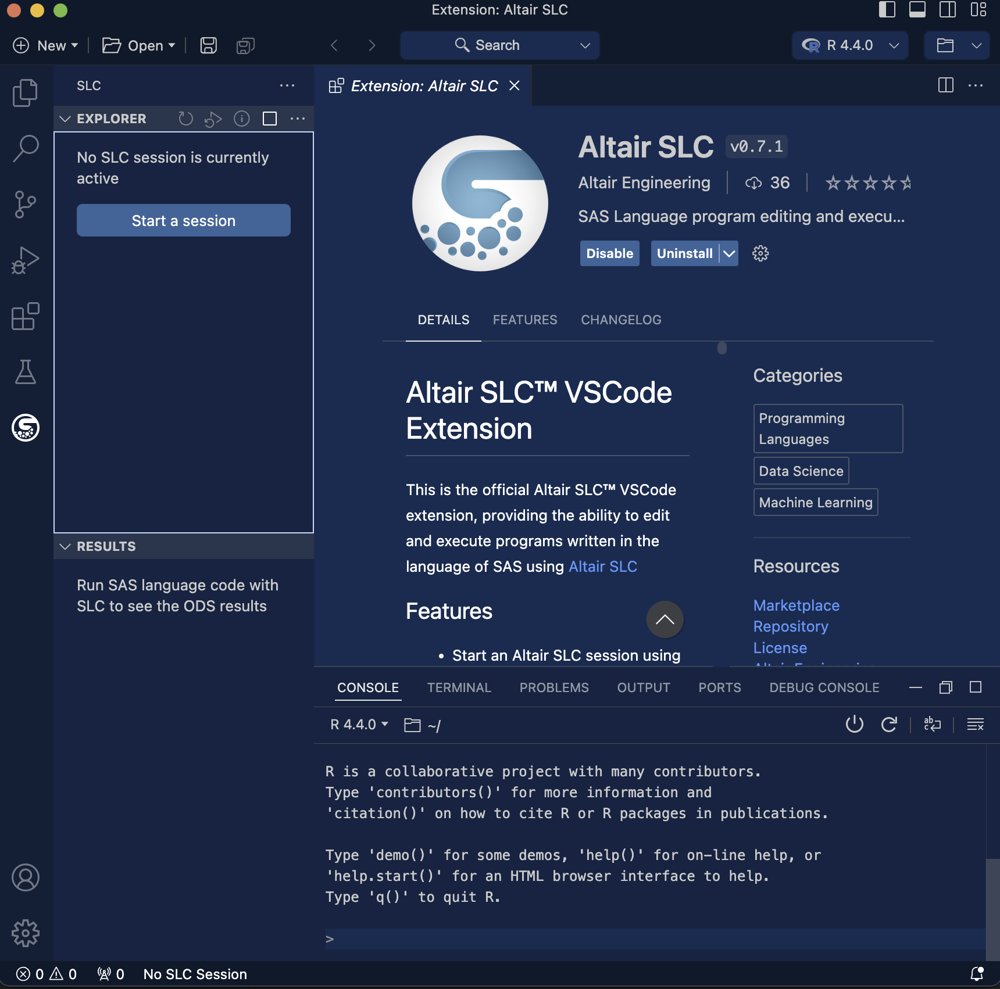 Extension: Altair SLC
New
Open
Search
R 4.4.0
SLC
Extension: Altair SLC
EXPLORER
No SLC session is currently
active
Start a session
Altair SLC
v0.7.1
Altair Engineering
36
SAS Language program editing and execu...
Disable
Uninstall
DETAILS
FEATURES
CHANGELOG
Altair SLC™ VSCode
Extension
This is the official Altair SLC™ VSCode
extension, providing the ability to edit
and execute programs written in the
language of SAS using Altair SLC
Features
• Start an Altair SLC session using
Categories
Programming
Languages
Data Science
Machine Learning
Resources
Marketplace
Repository
License
RESULTS
Run SAS language code with
SLC to see the ODS results
CONSOLE
TERMINAL
PROBLEMS
OUTPUT
PORTS
DEBUG CONSOLE
R 4.4.0
~/
R is a collaborative project with many contributors.
Type 'contributors()' for more information and
'citation()' on how to cite R or R packages in publications.
Type 'demo()' for some demos, 'help()' for on-line help, or
'help.start()' for an HTML browser interface to help.
Type 'q()' to quit R.
>
0
0
0
No SLC Session